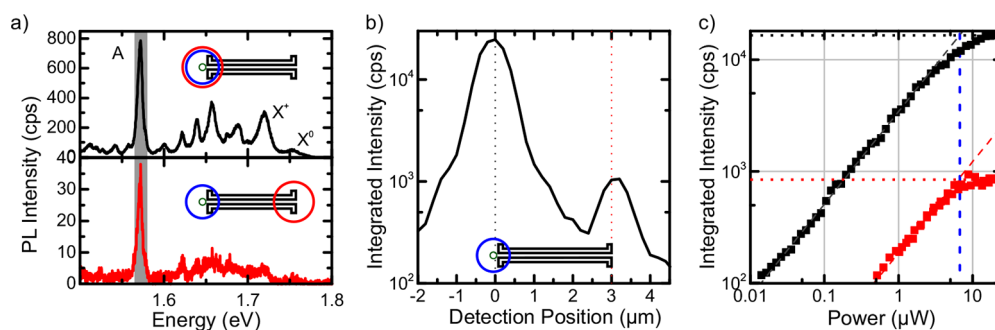 a)
PL Intensity (cps)
800
600
400
200
0
A
X⁺
X⁰
40
30
20
10
0
1.6 1.7 1.8
Energy (eV)
b)
Integrated Intensity (cps)
10⁴
10³
10²
-2 -1 0 1 2 3 4
Detection Position (µm)
c)
Integrated Intensity (cps)
10⁴
10³
10²
0.01 0.1 1 10
Power (µW)